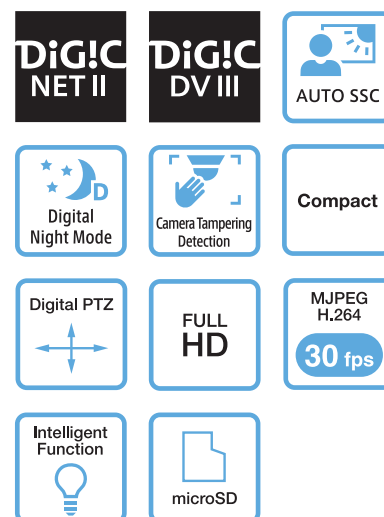 DiG!C
NET II
DiG!C
DV III
AUTO SSC
D
Digital
Night Mode
Camera Tampering
Detection
Compact
Digital PTZ
FULL
HD
MJPEG
H.264
30 fps
Intelligent
Function
microSD